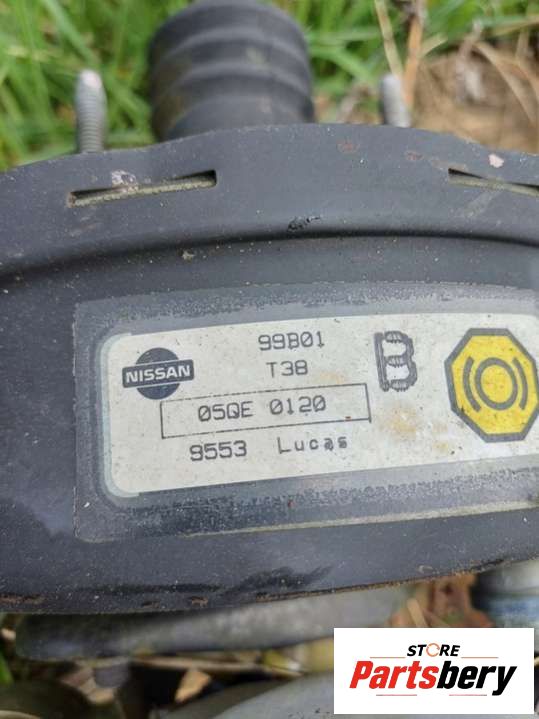 99B01
NISSAN
T38
B
05QE 0120
9553 Lucas
STORE
Partsbery